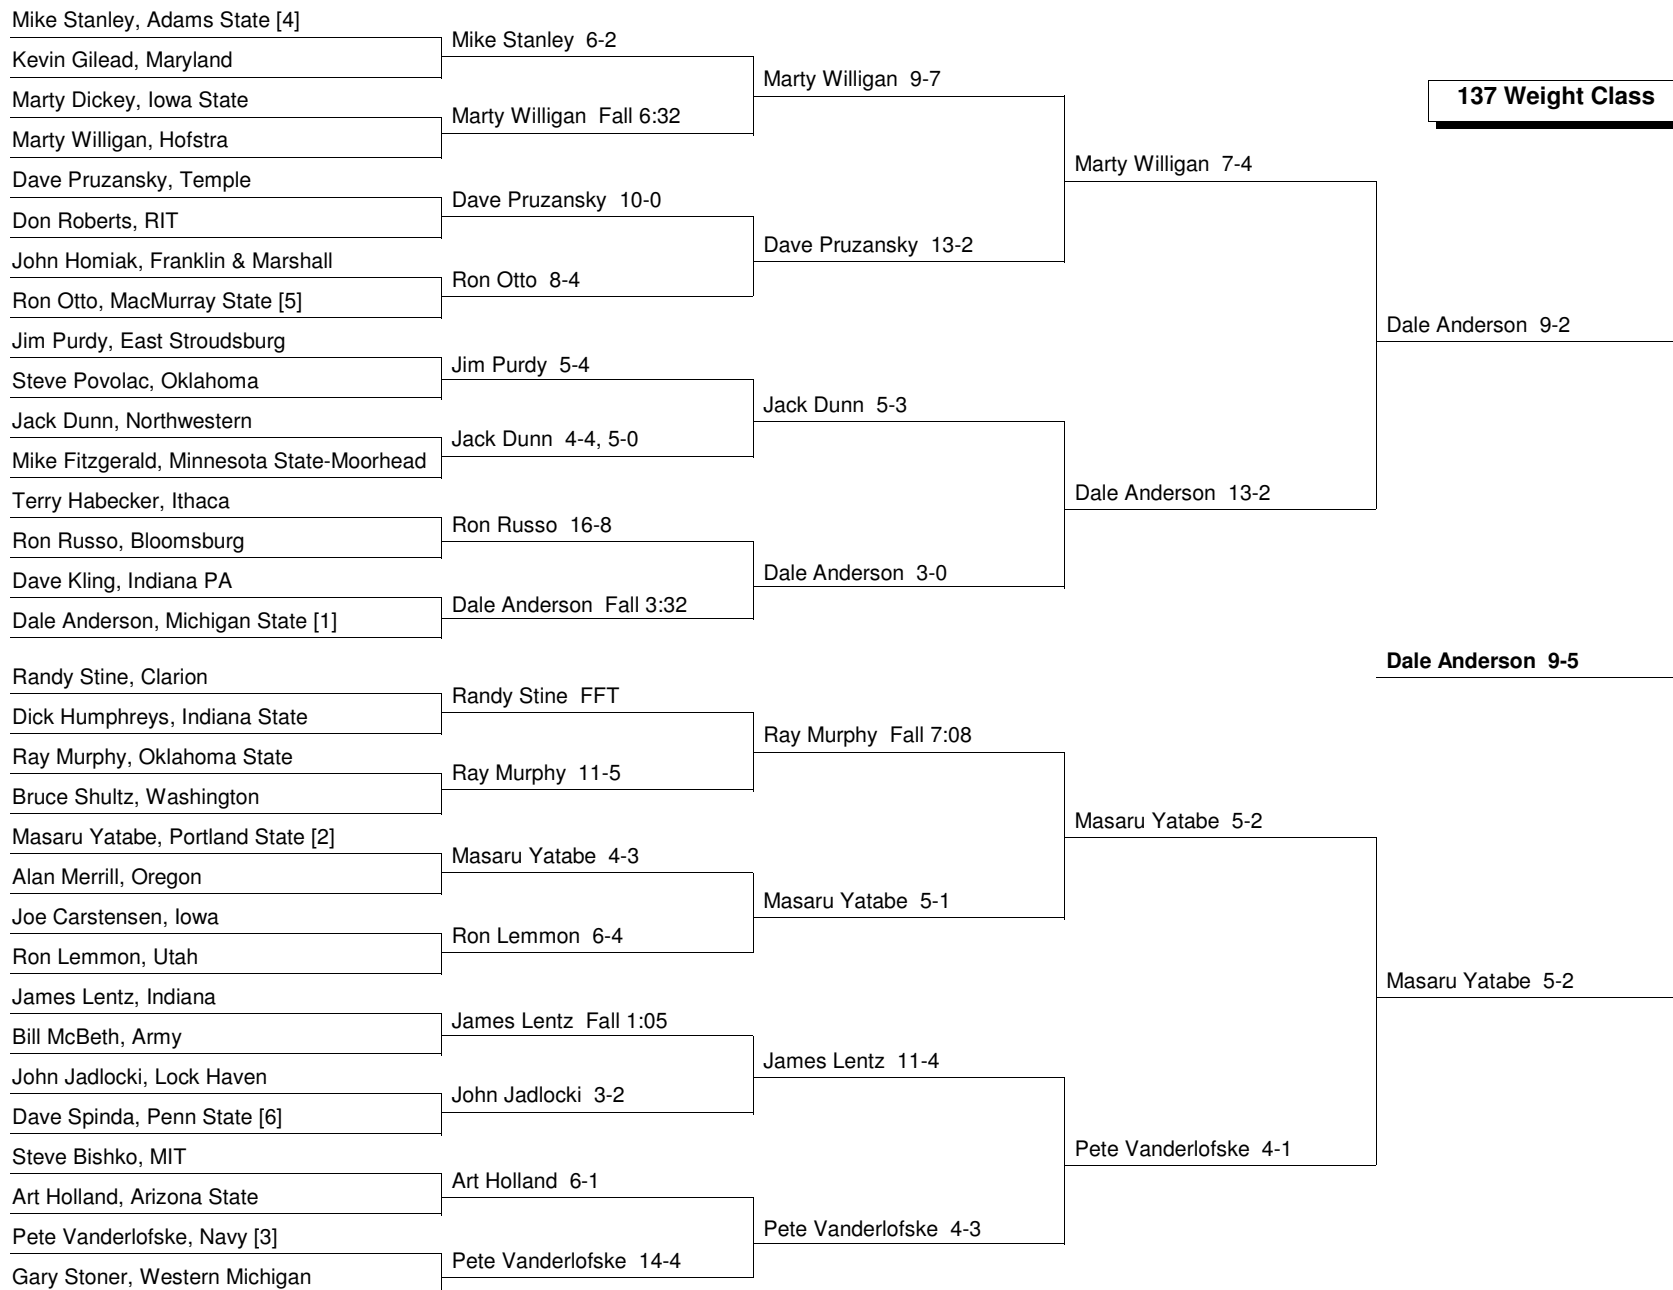 Mike Stanley, Adams State [4]
Kevin Gilead, Maryland
Marty Dickey, Iowa State
Marty Willigan, Hofstra
Dave Pruzansky, Temple
Don Roberts, RIT
John Homiak, Franklin & Marshall
Ron Otto, MacMurray State [5]
Jim Purdy, East Stroudsburg
Steve Povolac, Oklahoma
Jack Dunn, Northwestern
Mike Fitzgerald, Minnesota State-Moorhead
Terry Habecker, Ithaca
Ron Russo, Bloomsburg
Dave Kling, Indiana PA
Dale Anderson, Michigan State [1]
Randy Stine, Clarion
Dick Humphreys, Indiana State
Ray Murphy, Oklahoma State
Bruce Shultz, Washington
Masaru Yatabe, Portland State [2]
Alan Merrill, Oregon
Joe Carstensen, Iowa
Ron Lemmon, Utah
James Lentz, Indiana
Bill McBeth, Army
John Jadlocki, Lock Haven
Dave Spinda, Penn State [6]
Steve Bishko, MIT
Art Holland, Arizona State
Pete Vanderlofske, Navy [3]
Gary Stoner, Western Michigan
Mike Stanley 6-2
Marty Willigan Fall 6:32
Dave Pruzansky 10-0
Ron Otto 8-4
Jim Purdy 5-4
Jack Dunn 4-4, 5-0
Ron Russo 16-8
Dale Anderson Fall 3:32
Randy Stine FFT
Ray Murphy 11-5
Masaru Yatabe 4-3
Ron Lemmon 6-4
James Lentz Fall 1:05
John Jadlocki 3-2
Art Holland 6-1
Pete Vanderlofske 14-4
Marty Willigan 9-7
Dave Pruzansky 13-2
Jack Dunn 5-3
Dale Anderson 3-0
Ray Murphy Fall 7:08
Masaru Yatabe 5-1
James Lentz 11-4
Pete Vanderlofske 4-3
Marty Willigan 7-4
Dale Anderson 13-2
Masaru Yatabe 5-2
Pete Vanderlofske 4-1
137 Weight Class
Dale Anderson 9-2
Dale Anderson 9-5
Masaru Yatabe 5-2